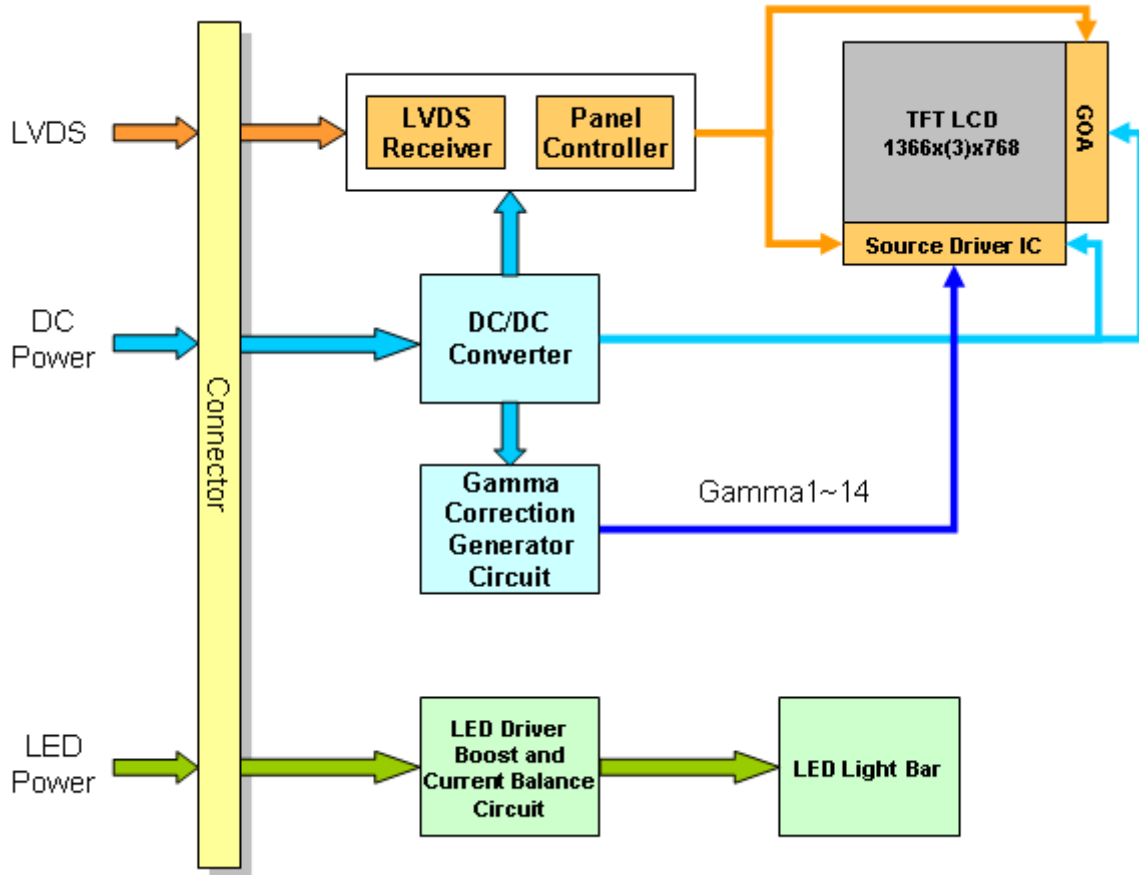 LVDS
LVDS
Receiver
Panel
Controller
TFT LCD
1366x(3)x768
GOA
Source Driver IC
DC
Power
DC/DC
Converter
Connector
Gamma
Correction
Generator
Circuit
Gamma1~14
LED
Power
LED Driver
Boost and
Current Balance
Circuit
LED Light Bar